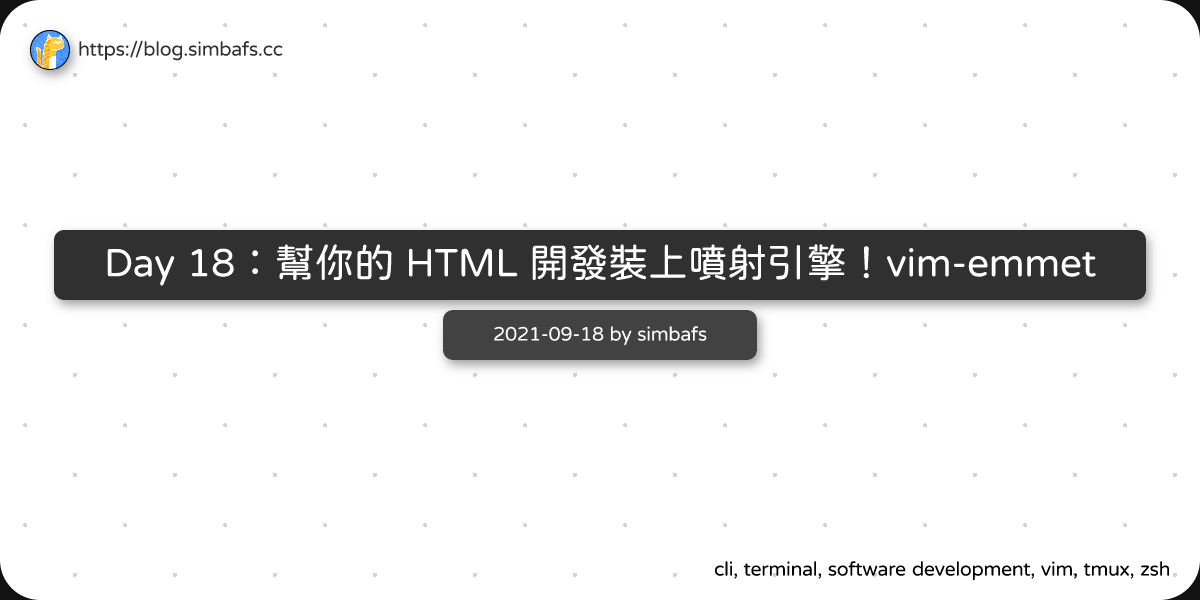 https://blog.simbafs.cc
Day 18：幫你的 HTML 開發裝上噴射引擎！vim-emmet
2021-09-18 by simbafs
cli, terminal, software development, vim, tmux, zsh